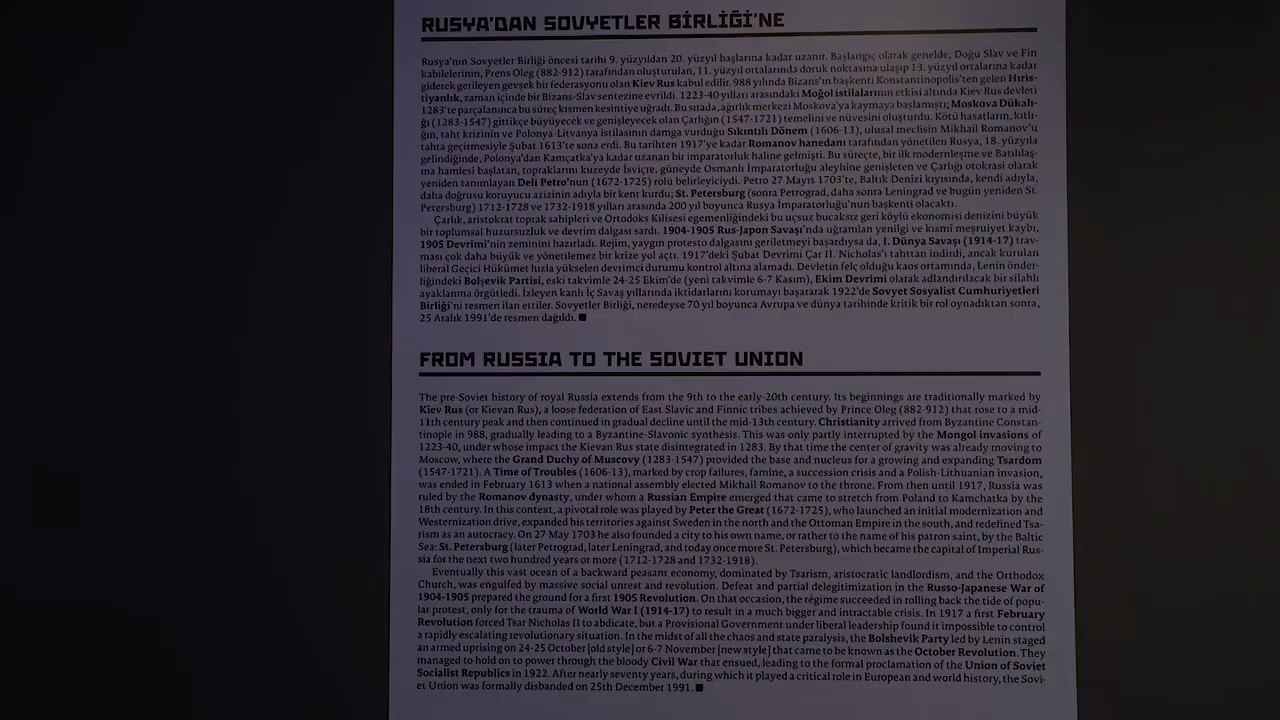 RUSYA'DAN SOVYETLER BİRLİĞİ'NE
Rusya'nın Sovyetler Birliği öncesi tarihi 9. yüzyıldan 20. yüzyıl başlarına kadar uzanır. Başlangıç olarak genelde, Doğu Slav ve Fin
kabilelerinin, Prens Oleg (882-912) tarafından oluşturulan, 11. yüzyıl ortalarında doruk noktasına ulaşıp 13. yüzyıl ortalarına kadar
giderek gerileyen gevşek bir federasyonu olan Kiev Rus kabul edilir. 988 yılında Bizans'ın başkenti Konstantinopolis'ten gelen Hıris-
tiyanlık, zaman içinde bir Bizans-Slav sentezine evrildi. 1223-40 yılları arasındaki Moğol istilalarının etkisi altında Kiev Rus devleti
1283'te parçalanınca bu süreç kısmen kesintiye uğradı. Bu sırada, ağırlık merkezi Moskova'ya kaymaya başlamıştı; Moskova Dükalı-
ğı (1283-1547) gittikçe büyüyecek ve genişleyecek olan Çarlığın (1547-1721) temelini ve nüvesini oluşturdu. Kötü hasatların, kıtlı-
ğın, taht krizinin ve Polonya-Litvanya istilasının damga vurduğu Sıkıntılı Dönem (1606-13), ulusal meclisin Mikhail Romanov'u
tahta geçirmesiyle Şubat 1613'te sona erdi. Bu tarihten 1917'ye kadar Romanov hanedanı tarafından yönetilen Rusya, 18. yüzyıla
gelindiğinde, Polonya'dan Kamçatka'ya kadar uzanan bir imparatorluk haline gelmişti. Bu süreçte, bir ilk modernleşme ve Batılılaş-
ma hamlesi başlatan, topraklarını kuzeyde İsviçre, güneyde Osmanlı İmparatorluğu aleyhine genişleten ve Çarlığı otokrasi olarak
yeniden tanımlayan Deli Petro'nun (1672-1725) rolü belirleyiciydi. Petro 27 Mayıs 1703'te, Baltık Denizi kıyısında, kendi adıyla,
daha doğrusu koruyucu azizinin adıyla bir kent kurdu; St. Petersburg (sonra Petrograd, daha sonra Leningrad ve bugün yeniden St.
Petersburg) 1712-1728 ve 1732-1918 yılları arasında 200 yıl boyunca Rusya İmparatorluğu'nun başkenti olacaktı.
Çarlık, aristokrat toprak sahipleri ve Ortodoks Kilisesi egemenliğindeki bu uçsuz bucaksız geri köylü ekonomisi denizini büyük
bir toplumsal huzursuzluk ve devrim dalgası sardı. 1904-1905 Rus-Japon Savaşı'nda uğranılan yenilgi ve kısmî meşruiyet kaybı,
1905 Devrimi'nin zeminini hazırladı. Rejim, yaygın protesto dalgasını geriletmeyi başardıysa da, I. Dünya Savaşı (1914-17) trav-
ması çok daha büyük ve yönetilemez bir krize yol açtı. 1917'deki Şubat Devrimi Çar II. Nicholas'ı tahttan indirdi, ancak kurulan
liberal Geçici Hükümet hızla yükselen devrimci durumu kontrol altına alamadı. Devletin felç olduğu kaos ortamında, Lenin önder-
liğindeki Bolşevik Partisi, eski takvimle 24-25 Ekim'de (yeni takvimle 6-7 Kasım), Ekim Devrimi olarak adlandırılacak bir silahlı
ayaklanma örgütledi. İzleyen kanlı İç Savaş yıllarında iktidarlarını korumayı başararak 1922'de Sovyet Sosyalist Cumhuriyetleri
Birliği'ni resmen ilan ettiler. Sovyetler Birliği, neredeyse 70 yıl boyunca Avrupa ve dünya tarihinde kritik bir rol oynadıktan sonra,
25 Aralık 1991'de resmen dağıldı.■
FROM RUSSIA TO THE SOVIET UNION
The pre-Soviet history of royal Russia extends from the 9th to the early-20th century. Its beginnings are traditionally marked by
Kiev Rus (or Kievan Rus), a loose federation of East Slavic and Finnic tribes achieved by Prince Oleg (882-912) that rose to a mid-
11th century peak and then continued in gradual decline until the mid-13th century. Christianity arrived from Byzantine Constan-
tinople in 988, gradually leading to a Byzantine-Slavonic synthesis. This was only partly interrupted by the Mongol invasions of
1223-40, under whose impact the Kievan Rus state disintegrated in 1283. By that time the center of gravity was already moving to
Moscow, where the Grand Duchy of Muscovy (1283-1547) provided the base and nucleus for a growing and expanding Tsardom
(1547-1721). A Time of Troubles (1606-13), marked by crop failures, famine, a succession crisis and a Polish-Lithuanian invasion,
was ended in February 1613 when a national assembly elected Mikhail Romanov to the throne. From then until 1917, Russia was
ruled by the Romanov dynasty, under whom a Russian Empire emerged that came to stretch from Poland to Kamchatka by the
18th century. In this context, a pivotal role was played by Peter the Great (1672-1725), who launched an initial modernization and
Westernization drive, expanded his territories against Sweden in the north and the Ottoman Empire in the south, and redefined Tsa-
rism as an autocracy. On 27 May 1703 he also founded a city to his own name, or rather to the name of his patron saint, by the Baltic
Sea: St. Petersburg (later Petrograd, later Leningrad, and today once more St. Petersburg), which became the capital of Imperial Rus-
sia for the next two hundred years or more (1712-1728 and 1732-1918).
Eventually this vast ocean of a backward peasant economy, dominated by Tsarism, aristocratic landlordism, and the Orthodox
Church, was engulfed by massive social unrest and revolution. Defeat and partial delegitimization in the Russo-Japanese War of
1904-1905 prepared the ground for a first 1905 Revolution. On that occasion, the régime succeeded in rolling back the tide of popu-
lar protest, only for the trauma of World War I (1914-17) to result in a much bigger and intractable crisis. In 1917 a first February
Revolution forced Tsar Nicholas II to abdicate, but a Provisional Government under liberal leadership found it impossible to control
a rapidly escalating revolutionary situation. In the midst of all the chaos and state paralysis, the Bolshevik Party led by Lenin staged
an armed uprising on 24-25 October [old style] or 6-7 November [new style] that came to be known as the October Revolution. They
managed to hold on to power through the bloody Civil War that ensued, leading to the formal proclamation of the Union of Soviet
Socialist Republics in 1922. After nearly seventy years, during which it played a critical role in European and world history, the Sovi-
et Union was formally disbanded on 25th December 1991.■